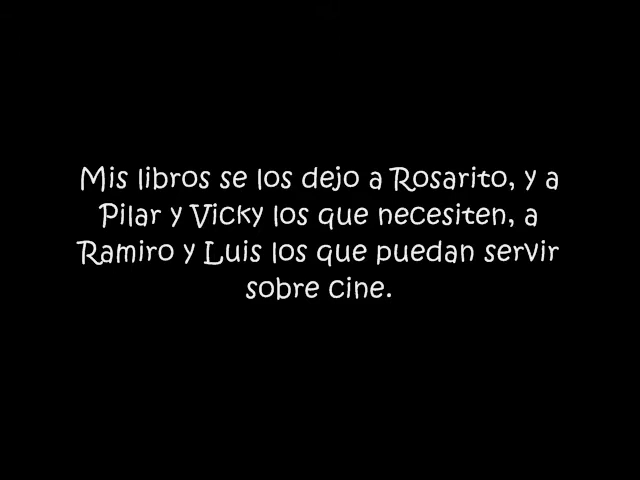 Mis libros se los dejo a Rosarito, y a
Pilar y Vicky los que necesiten, a
Ramiro y Luis los que puedan servir
sobre cine.